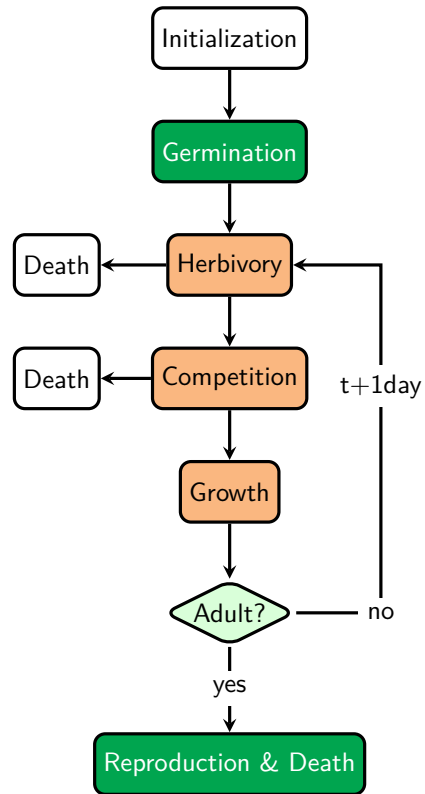 Initialization
Germination
Death
Herbivory
Death
Competition
t+1day
Growth
Adult?
no
yes
Reproduction & Death